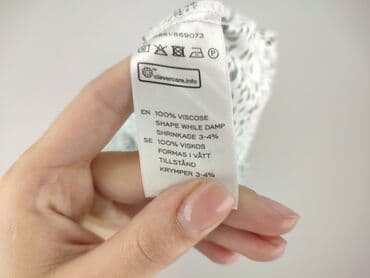 669073
clevercare.info
EN 100% VISCOSE
SHAPE WHILE DAMP
SHRINKAGE 3-4%
SE 100% VISKOS
FORMAS I VÅTT
TILLSTÅND
KRYMPER 3-4%